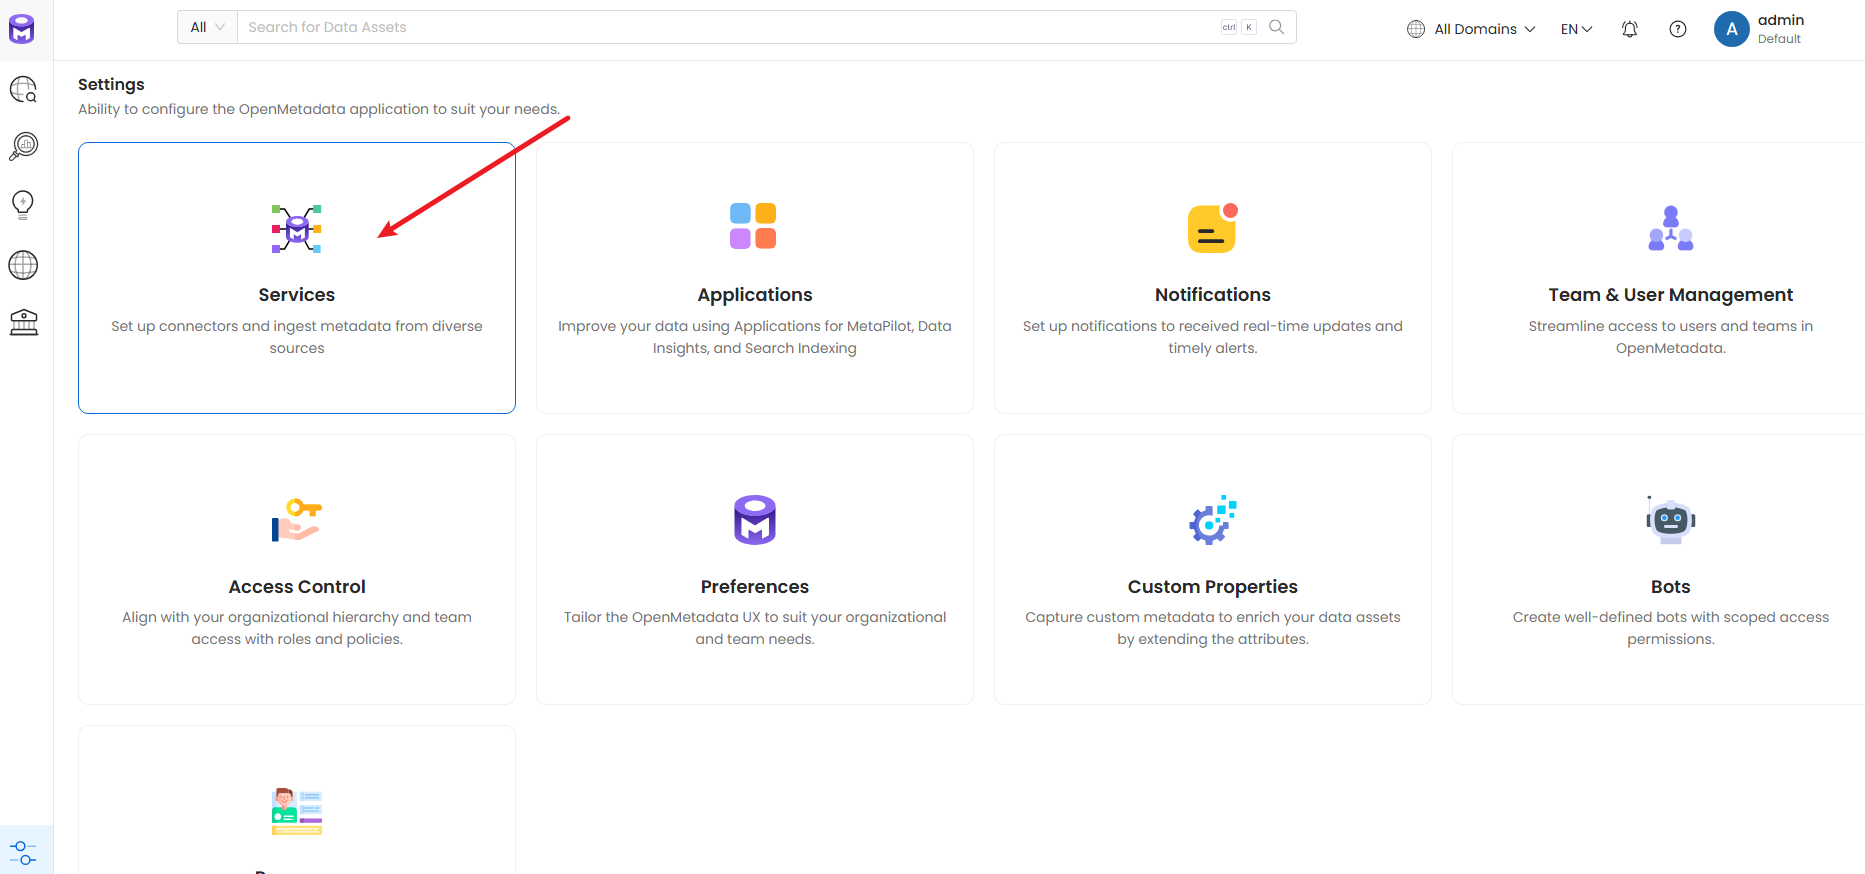 All
Search for Data Assets
ctrl K
All Domains
EN
A
admin
Default
Settings
Ability to configure the OpenMetadata application to suit your needs.
Services
Set up connectors and ingest metadata from diverse
sources
Applications
Improve your data using Applications for MetaPilot, Data
Insights, and Search Indexing
Notifications
Set up notifications to received real-time updates and
timely alerts.
Team & User Management
Streamline access to users and teams in
OpenMetadata.
Access Control
Align with your organizational hierarchy and team
access with roles and policies.
Preferences
Tailor the OpenMetadata UX to suit your organizational
and team needs.
Custom Properties
Capture custom metadata to enrich your data assets
by extending the attributes.
Bots
Create well-defined bots with scoped access
permissions.